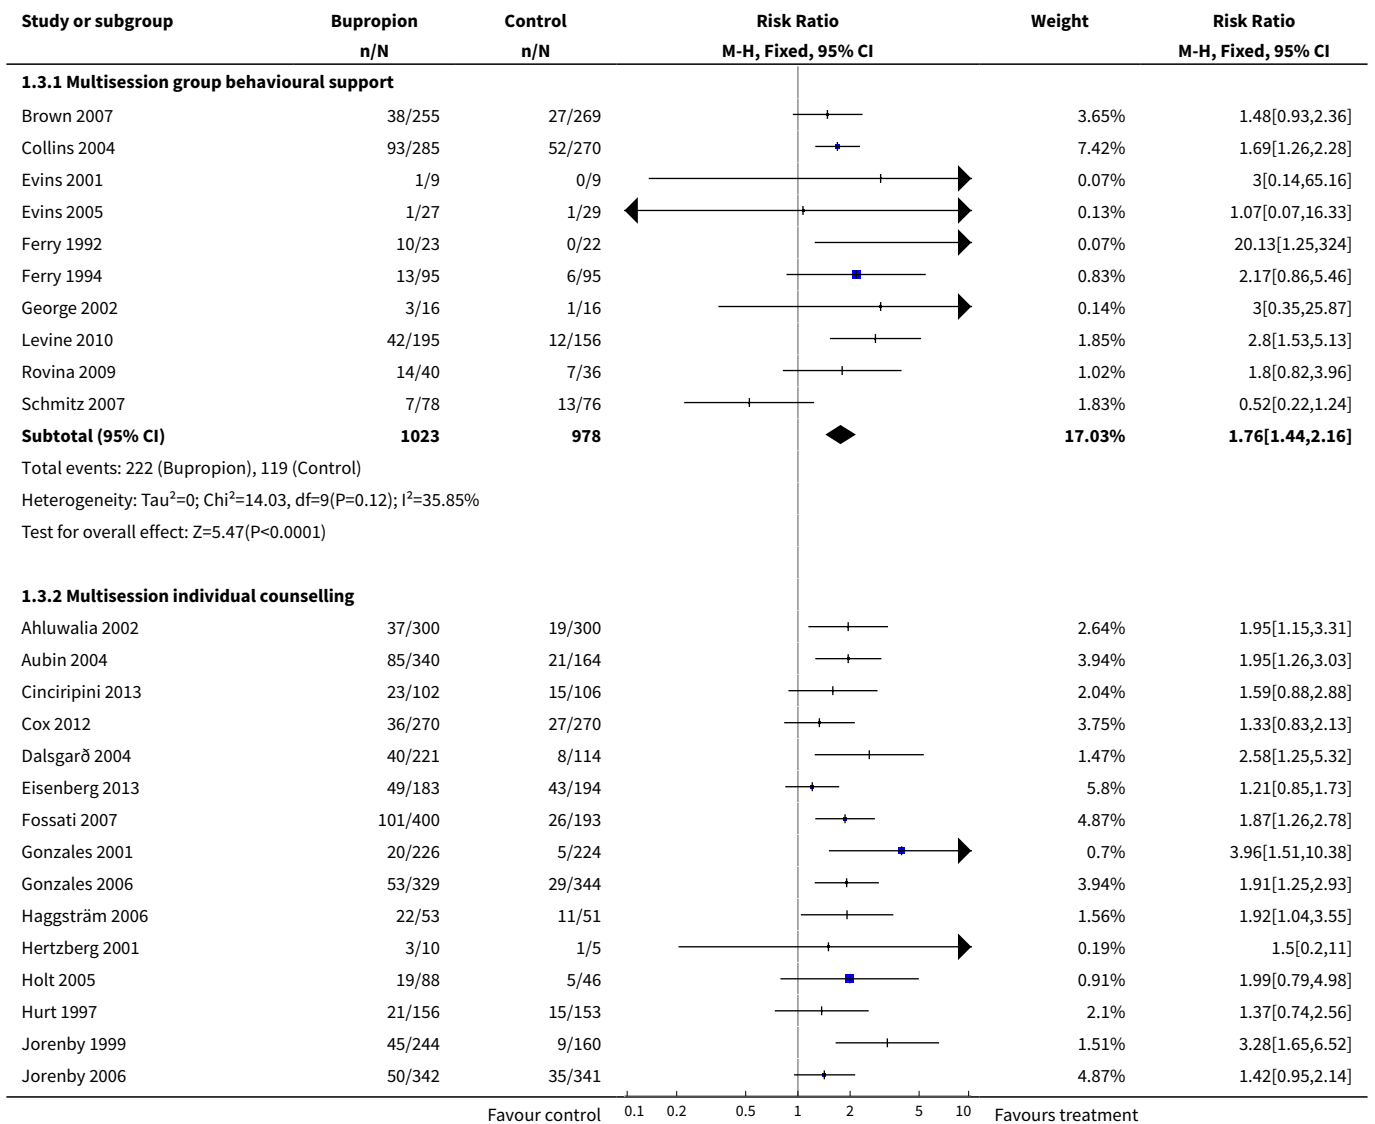 Study or subgroup Bupropion Control Risk Ratio Weight Risk Ratio
n/N n/N M-H, Fixed, 95% CI M-H, Fixed, 95% CI
1.3.1 Multisession group behavioural support
Brown 2007 38/255 27/269 3.65% 1.48[0.93,2.36]
Collins 2004 93/285 52/270 7.42% 1.69[1.26,2.28]
Evins 2001 1/9 0/9 0.07% 3[0.14,65.16]
Evins 2005 1/27 1/29 0.13% 1.07[0.07,16.33]
Ferry 1992 10/23 0/22 0.07% 20.13[1.25,324]
Ferry 1994 13/95 6/95 0.83% 2.17[0.86,5.46]
George 2002 3/16 1/16 0.14% 3[0.35,25.87]
Levine 2010 42/195 12/156 1.85% 2.8[1.53,5.13]
Rovina 2009 14/40 7/36 1.02% 1.8[0.82,3.96]
Schmitz 2007 7/78 13/76 1.83% 0.52[0.22,1.24]
Subtotal (95% CI) 1023 978 17.03% 1.76[1.44,2.16]
Total events: 222 (Bupropion), 119 (Control)
Heterogeneity: Tau²=0; Chi²=14.03, df=9(P=0.12); I²=35.85%
Test for overall effect: Z=5.47(P<0.0001)
1.3.2 Multisession individual counselling
Ahluwalia 2002 37/300 19/300 2.64% 1.95[1.15,3.31]
Aubin 2004 85/340 21/164 3.94% 1.95[1.26,3.03]
Cinciripini 2013 23/102 15/106 2.04% 1.59[0.88,2.88]
Cox 2012 36/270 27/270 3.75% 1.33[0.83,2.13]
Dalsgarð 2004 40/221 8/114 1.47% 2.58[1.25,5.32]
Eisenberg 2013 49/183 43/194 5.8% 1.21[0.85,1.73]
Fossati 2007 101/400 26/193 4.87% 1.87[1.26,2.78]
Gonzales 2001 20/226 5/224 0.7% 3.96[1.51,10.38]
Gonzales 2006 53/329 29/344 3.94% 1.91[1.25,2.93]
Haggsträm 2006 22/53 11/51 1.56% 1.92[1.04,3.55]
Hertzberg 2001 3/10 1/5 0.19% 1.5[0.2,11]
Holt 2005 19/88 5/46 0.91% 1.99[0.79,4.98]
Hurt 1997 21/156 15/153 2.1% 1.37[0.74,2.56]
Jorenby 1999 45/244 9/160 1.51% 3.28[1.65,6.52]
Jorenby 2006 50/342 35/341 4.87% 1.42[0.95,2.14]
Favour control 0.1 0.2 0.5 1 2 5 10 Favours treatment